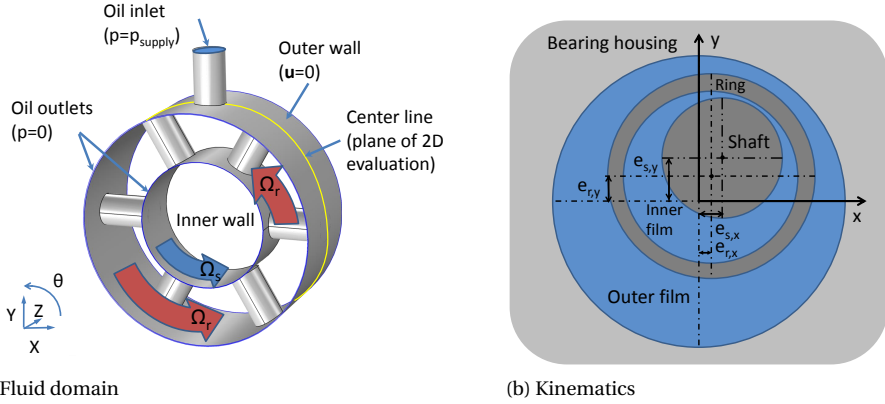 Oil inlet
(p=p_supply)
Outer wall
(u=0)
Oil outlets
(p=0)
Center line
(plane of 2D
evaluation)
Ω_r
Inner wall
Ω_s
Ω_r
θ
Y
Z
X
Fluid domain
Bearing housing
y
Ring
Shaft
e_s,y
e_r,y
Inner
film
x
e_s,x
e_r,x
Outer film
(b) Kinematics